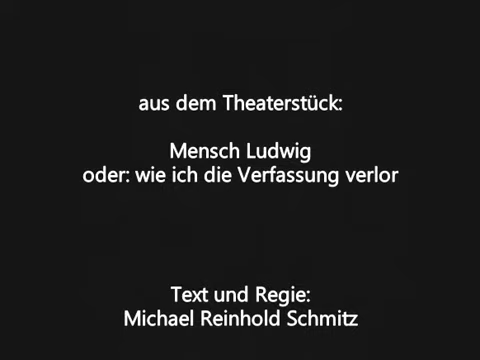 aus dem Theaterstück:
Mensch Ludwig
oder: wie ich die Verfassung verlor
Text und Regie:
Michael Reinhold Schmitz